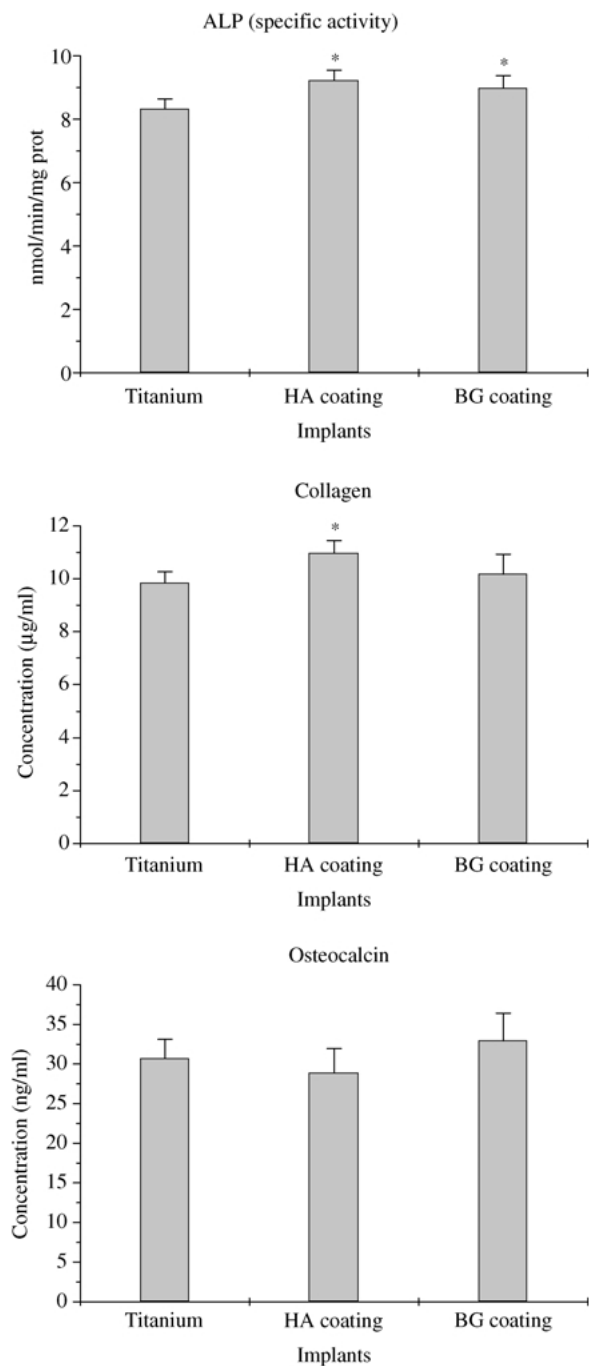 ALP (specific activity)
nmol/min/mg prot
10
8
6
4
2
0
* *
Titanium HA coating BG coating
Implants
Collagen
Concentration (µg/ml)
12
10
10
6
4
2
0
*
Titanium HA coating BG coating
Implants
Osteocalcin
Concentration (ng/ml)
40
35
30
25
20
15
10
5
0
Titanium HA coating BG coating
Implants